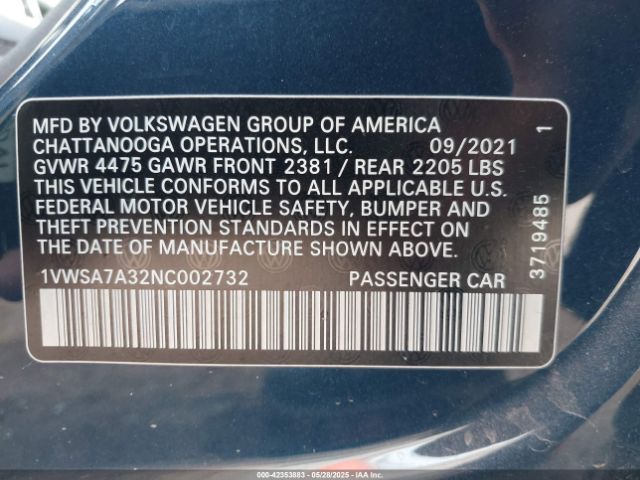 MFD BY VOLKSWAGEN GROUP OF AMERICA
CHATTANOOGA OPERATIONS, LLC. 09/2021
GVWR 4475 GAWR FRONT 2381 / REAR 2205 LBS
THIS VEHICLE CONFORMS TO ALL APPLICABLE U.S.
FEDERAL MOTOR VEHICLE SAFETY, BUMPER AND
THEFT PREVENTION STANDARDS IN EFFECT ON
THE DATE OF MANUFACTURE SHOWN ABOVE.
1VWSA7A32NC002732 PASSENGER CAR
3719485 1
000-42353883 - 05/28/2025 - IAAI.COM